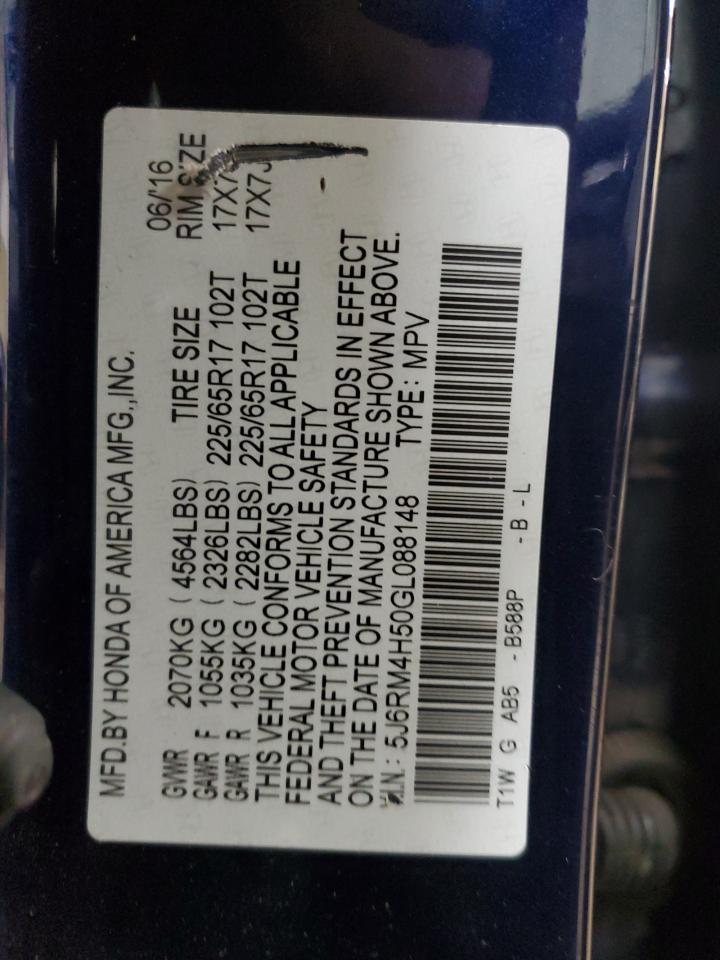 MFD.BY HONDA OF AMERICA MFG.,INC.
06/'16
GVWR 2070KG ( 4564LBS) TIRE SIZE RIM SIZE
GAWR F 1055KG ( 2326LBS) 225/65R17 102T 17X7
GAWR R 1035KG ( 2282LBS) 225/65R17 102T 17X7J
THIS VEHICLE CONFORMS TO ALL APPLICABLE
FEDERAL MOTOR VEHICLE SAFETY
AND THEFT PREVENTION STANDARDS IN EFFECT
ON THE DATE OF MANUFACTURE SHOWN ABOVE.
V.I.N.: 5J6RM4H50GL088148 TYPE: MPV
T1W G AB5 -B588P -B-L